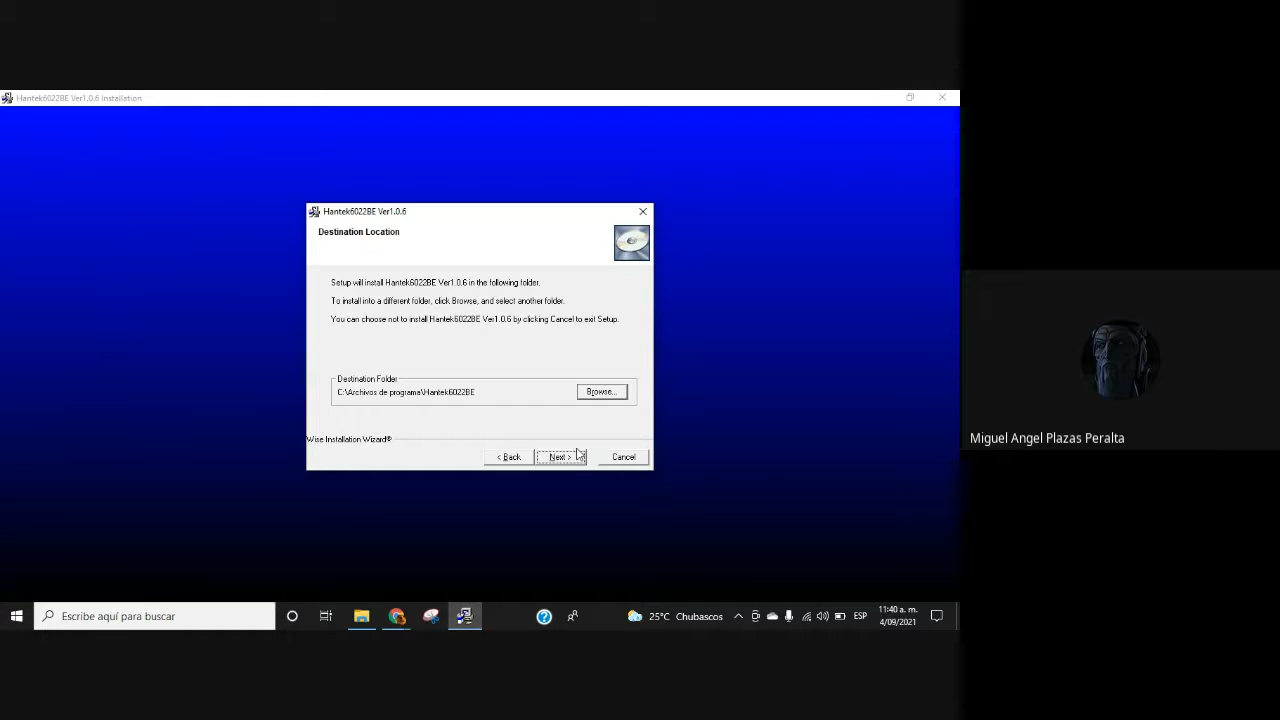 Hantek6022BE Ver1.0.6 Installation
Hantek6022BE Ver1.0.6
Destination Location
Setup will install Hantek6022BE Ver1.0.6 in the following folder.
To install into a different folder, click Browse, and select another folder.
You can choose not to install Hantek6022BE Ver1.0.6 by clicking Cancel to exit Setup.
Destination Folder
C:\Archivos de programa\Hantek6022BE
Browse...
Wise Installation Wizard®
< Back
Next >
Cancel
Miguel Angel Plazas Peralta
Escribe aquí para buscar
25°C Chubascos
ESP
11:40 a. m.
4/09/2021